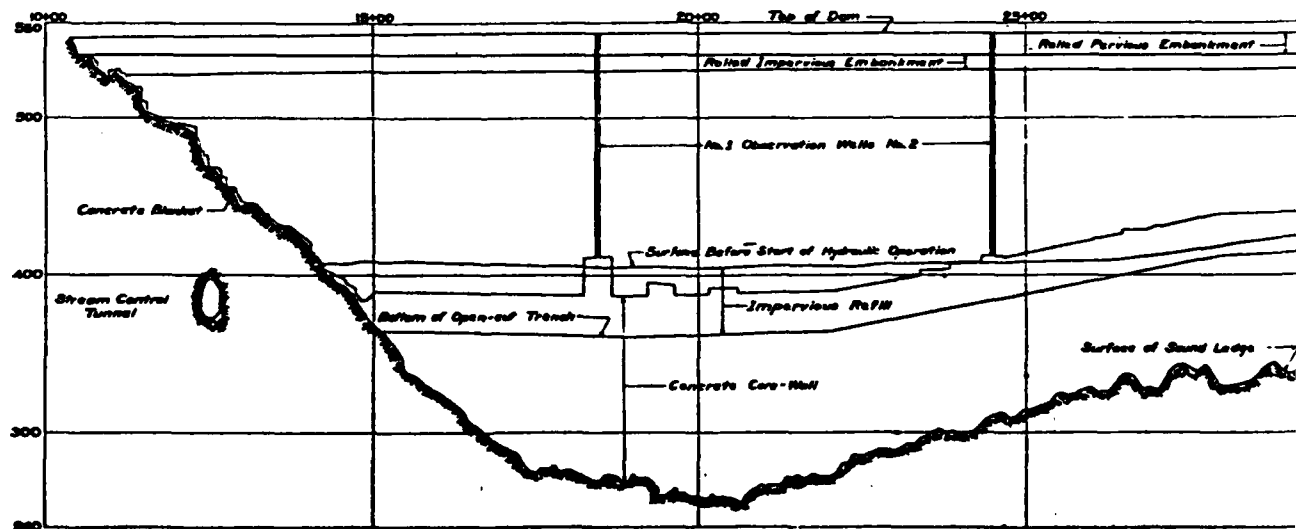 10+00
15+00
20+00
25+00
Top of Dam
550
Rolled Pervious Embankment
Rolled Impervious Embankment
500
No.1 Observation Wells No.2
Concrete Blanket
Surface Before Start of Hydraulic Operation
400
Stream Control
Tunnel
Impervious Refill
Bottom of Open-cut Trench
Surface of Sound Ledge
Concrete Core-Wall
300